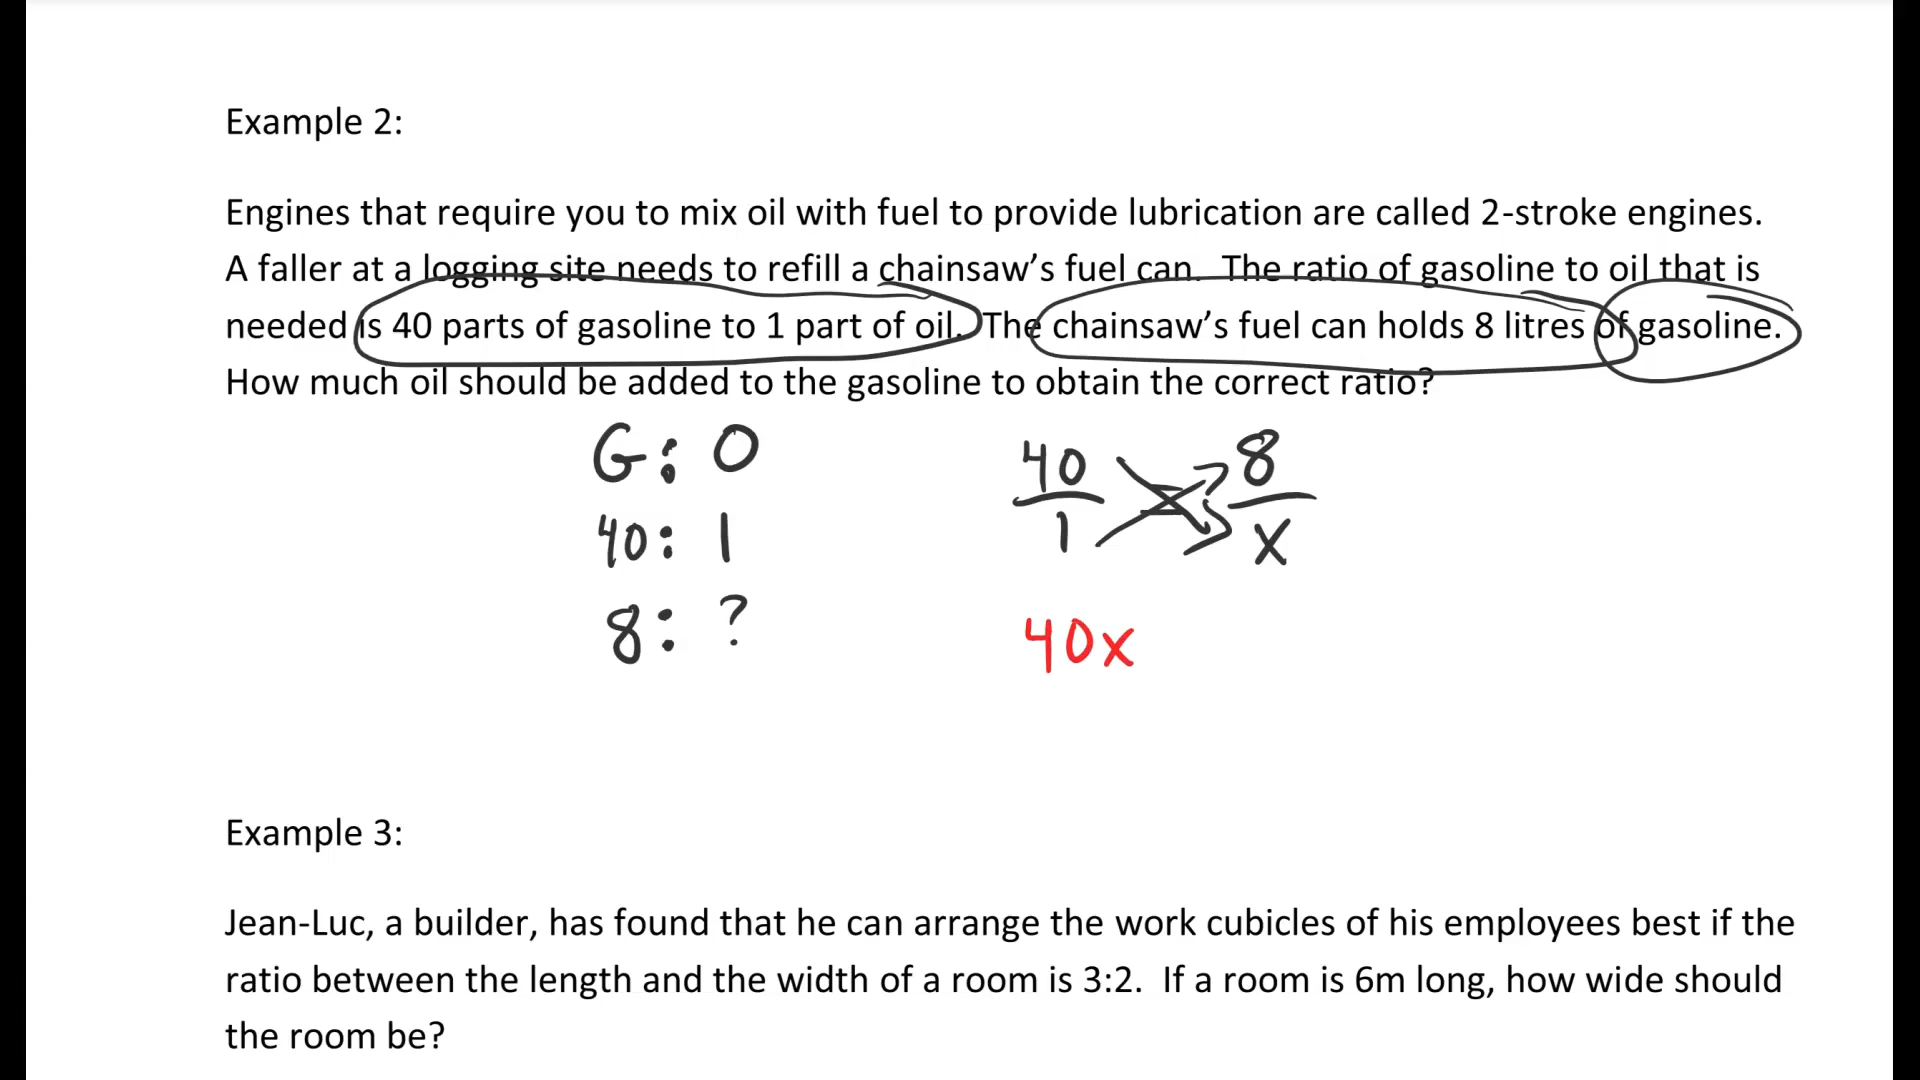 Example 2:
Engines that require you to mix oil with fuel to provide lubrication are called 2-stroke engines.
A faller at a logging site needs to refill a chainsaw’s fuel can.  The ratio of gasoline to oil that is
needed is 40 parts of gasoline to 1 part of oil.  The chainsaw’s fuel can holds 8 litres of gasoline.
How much oil should be added to the gasoline to obtain the correct ratio?
G: O
40: 1
8: ?
40/1 = 8/x
40x
Example 3:
Jean-Luc, a builder, has found that he can arrange the work cubicles of his employees best if the
ratio between the length and the width of a room is 3:2.  If a room is 6m long, how wide should
the room be?